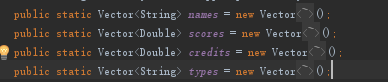 public static Vector<String> names = new Vector<~>();
public static Vector<Double> scores = new Vector<~>();
public static Vector<Double> credits = new Vector<~>();
public static Vector<String> types = new Vector<~>();